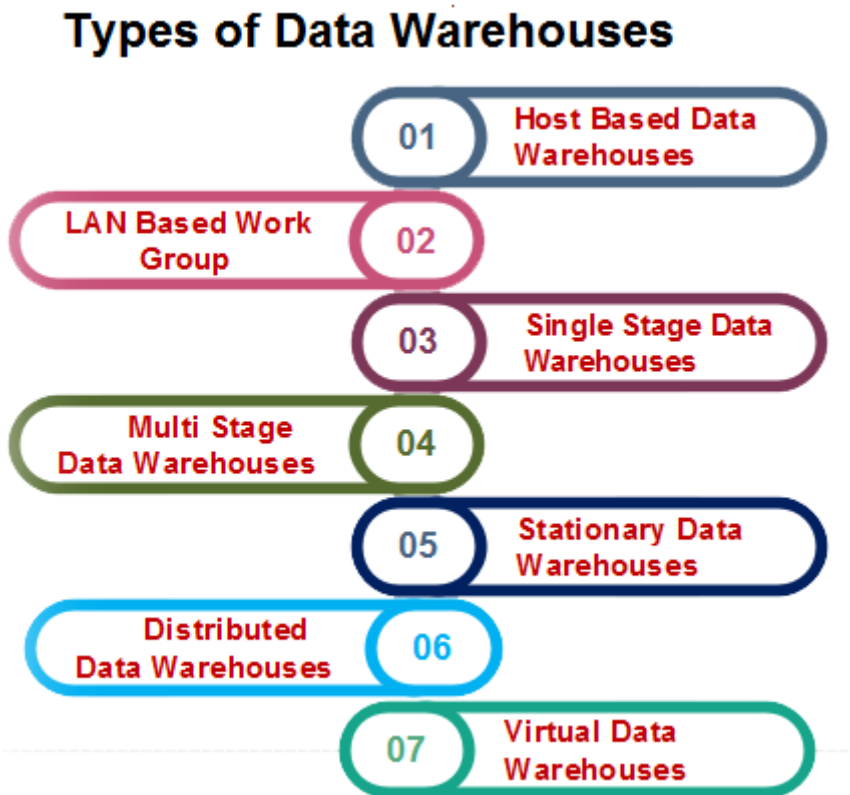 Types of Data Warehouses
01
Host Based Data
Warehouses
LAN Based Work
Group
02
03
Single Stage Data
Warehouses
Multi Stage
Data Warehouses
04
05
Stationary Data
Warehouses
Distributed
Data Warehouses
06
07
Virtual Data
Warehouses